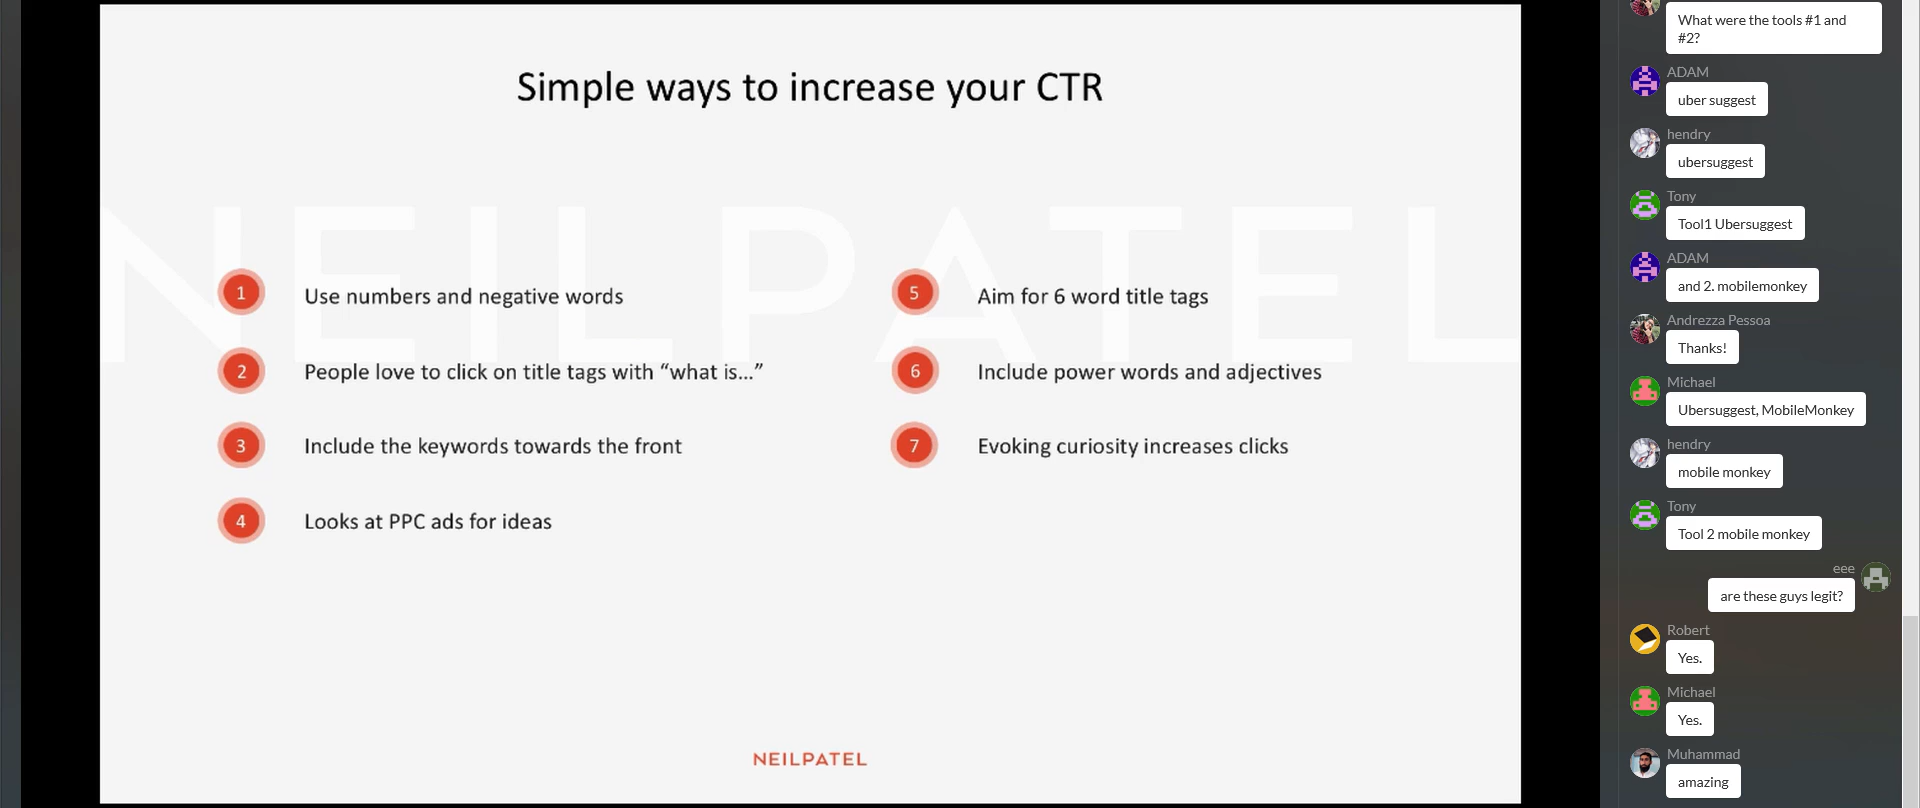 Simple ways to increase your CTR
NEILPATEL
1 Use numbers and negative words
2 People love to click on title tags with “what is...”
3 Include the keywords towards the front
4 Looks at PPC ads for ideas
5 Aim for 6 word title tags
6 Include power words and adjectives
7 Evoking curiosity increases clicks
NEILPATEL
What were the tools #1 and
#2?
ADAM
uber suggest
hendry
ubersuggest
Tony
Tool1 Ubersuggest
ADAM
and 2. mobilemonkey
Andrezza Pessoa
Thanks!
Michael
Ubersuggest, MobileMonkey
hendry
mobile monkey
Tony
Tool 2 mobile monkey
eee
are these guys legit?
Robert
Yes.
Michael
Yes.
Muhammad
amazing